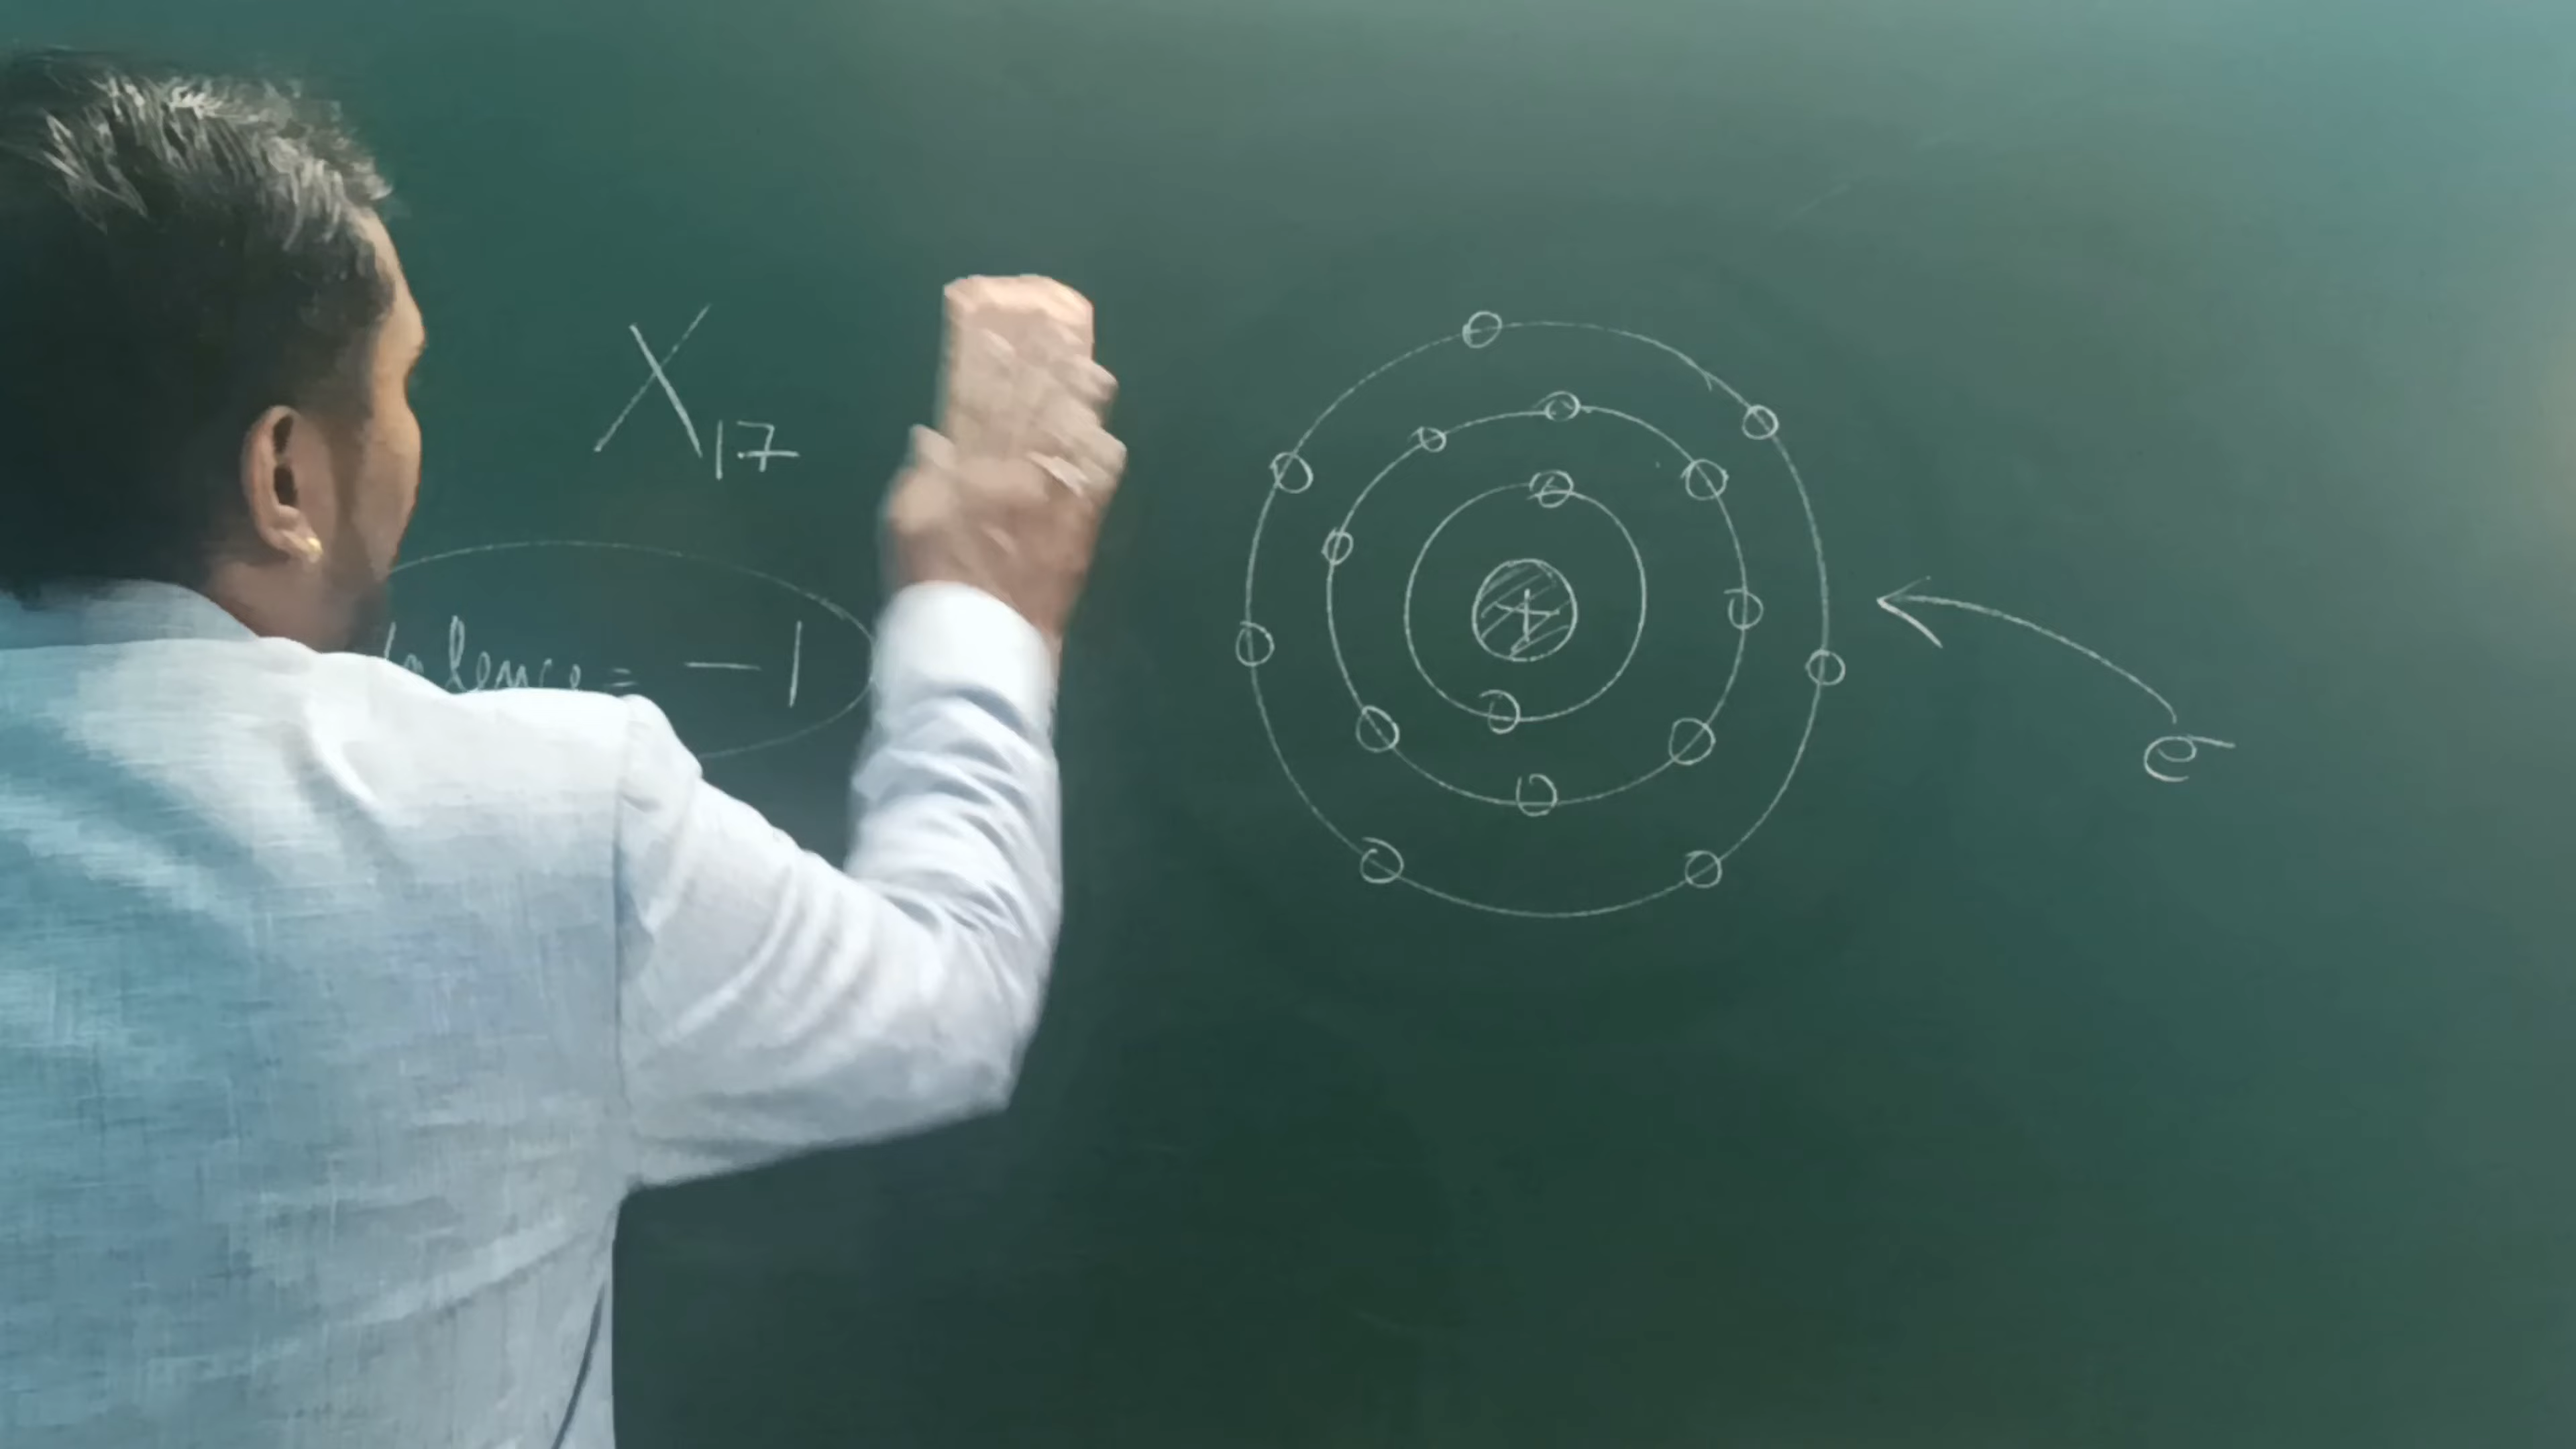 X₁₇
Valence = -1
+
e⁻